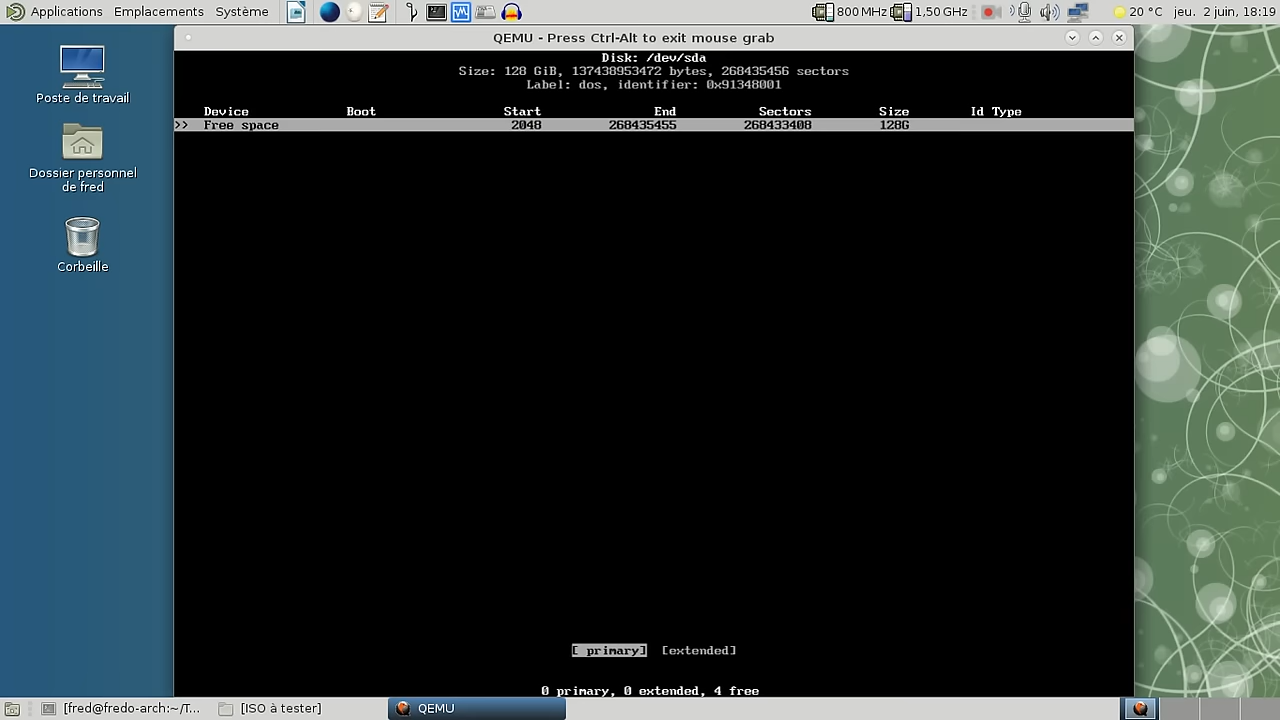 Applications Emplacements Système 800 MHz 1,50 GHz 20 °C jeu. 2 juin, 18:19
QEMU - Press Ctrl-Alt to exit mouse grab
Disk: /dev/sda
Size: 128 GiB, 137438953472 bytes, 268435456 sectors
Label: dos, identifier: 0x91348001
Device Boot Start End Sectors Size Id Type
>> Free space 2048 268435455 268433408 128G
Poste de travail
Dossier personnel
de fred
Corbeille
[ primary] [extended]
0 primary, 0 extended, 4 free
[fred@fredo-arch:~/T... [ISO à tester] QEMU